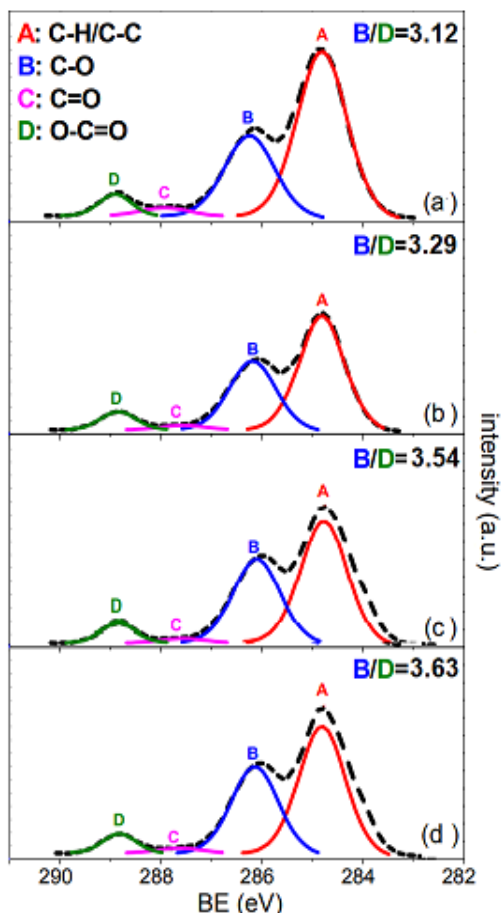 A: C-H/C-C
B: C-O
C: C=O
D: O-C=O
B/D=3.12
A
B
C
D
(a)
B/D=3.29
A
B
C
D
(b)
B/D=3.54
A
B
C
D
(c)
B/D=3.63
A
B
C
D
(d)
intensity (a.u.)
290 288 286 284 282
BE (eV)